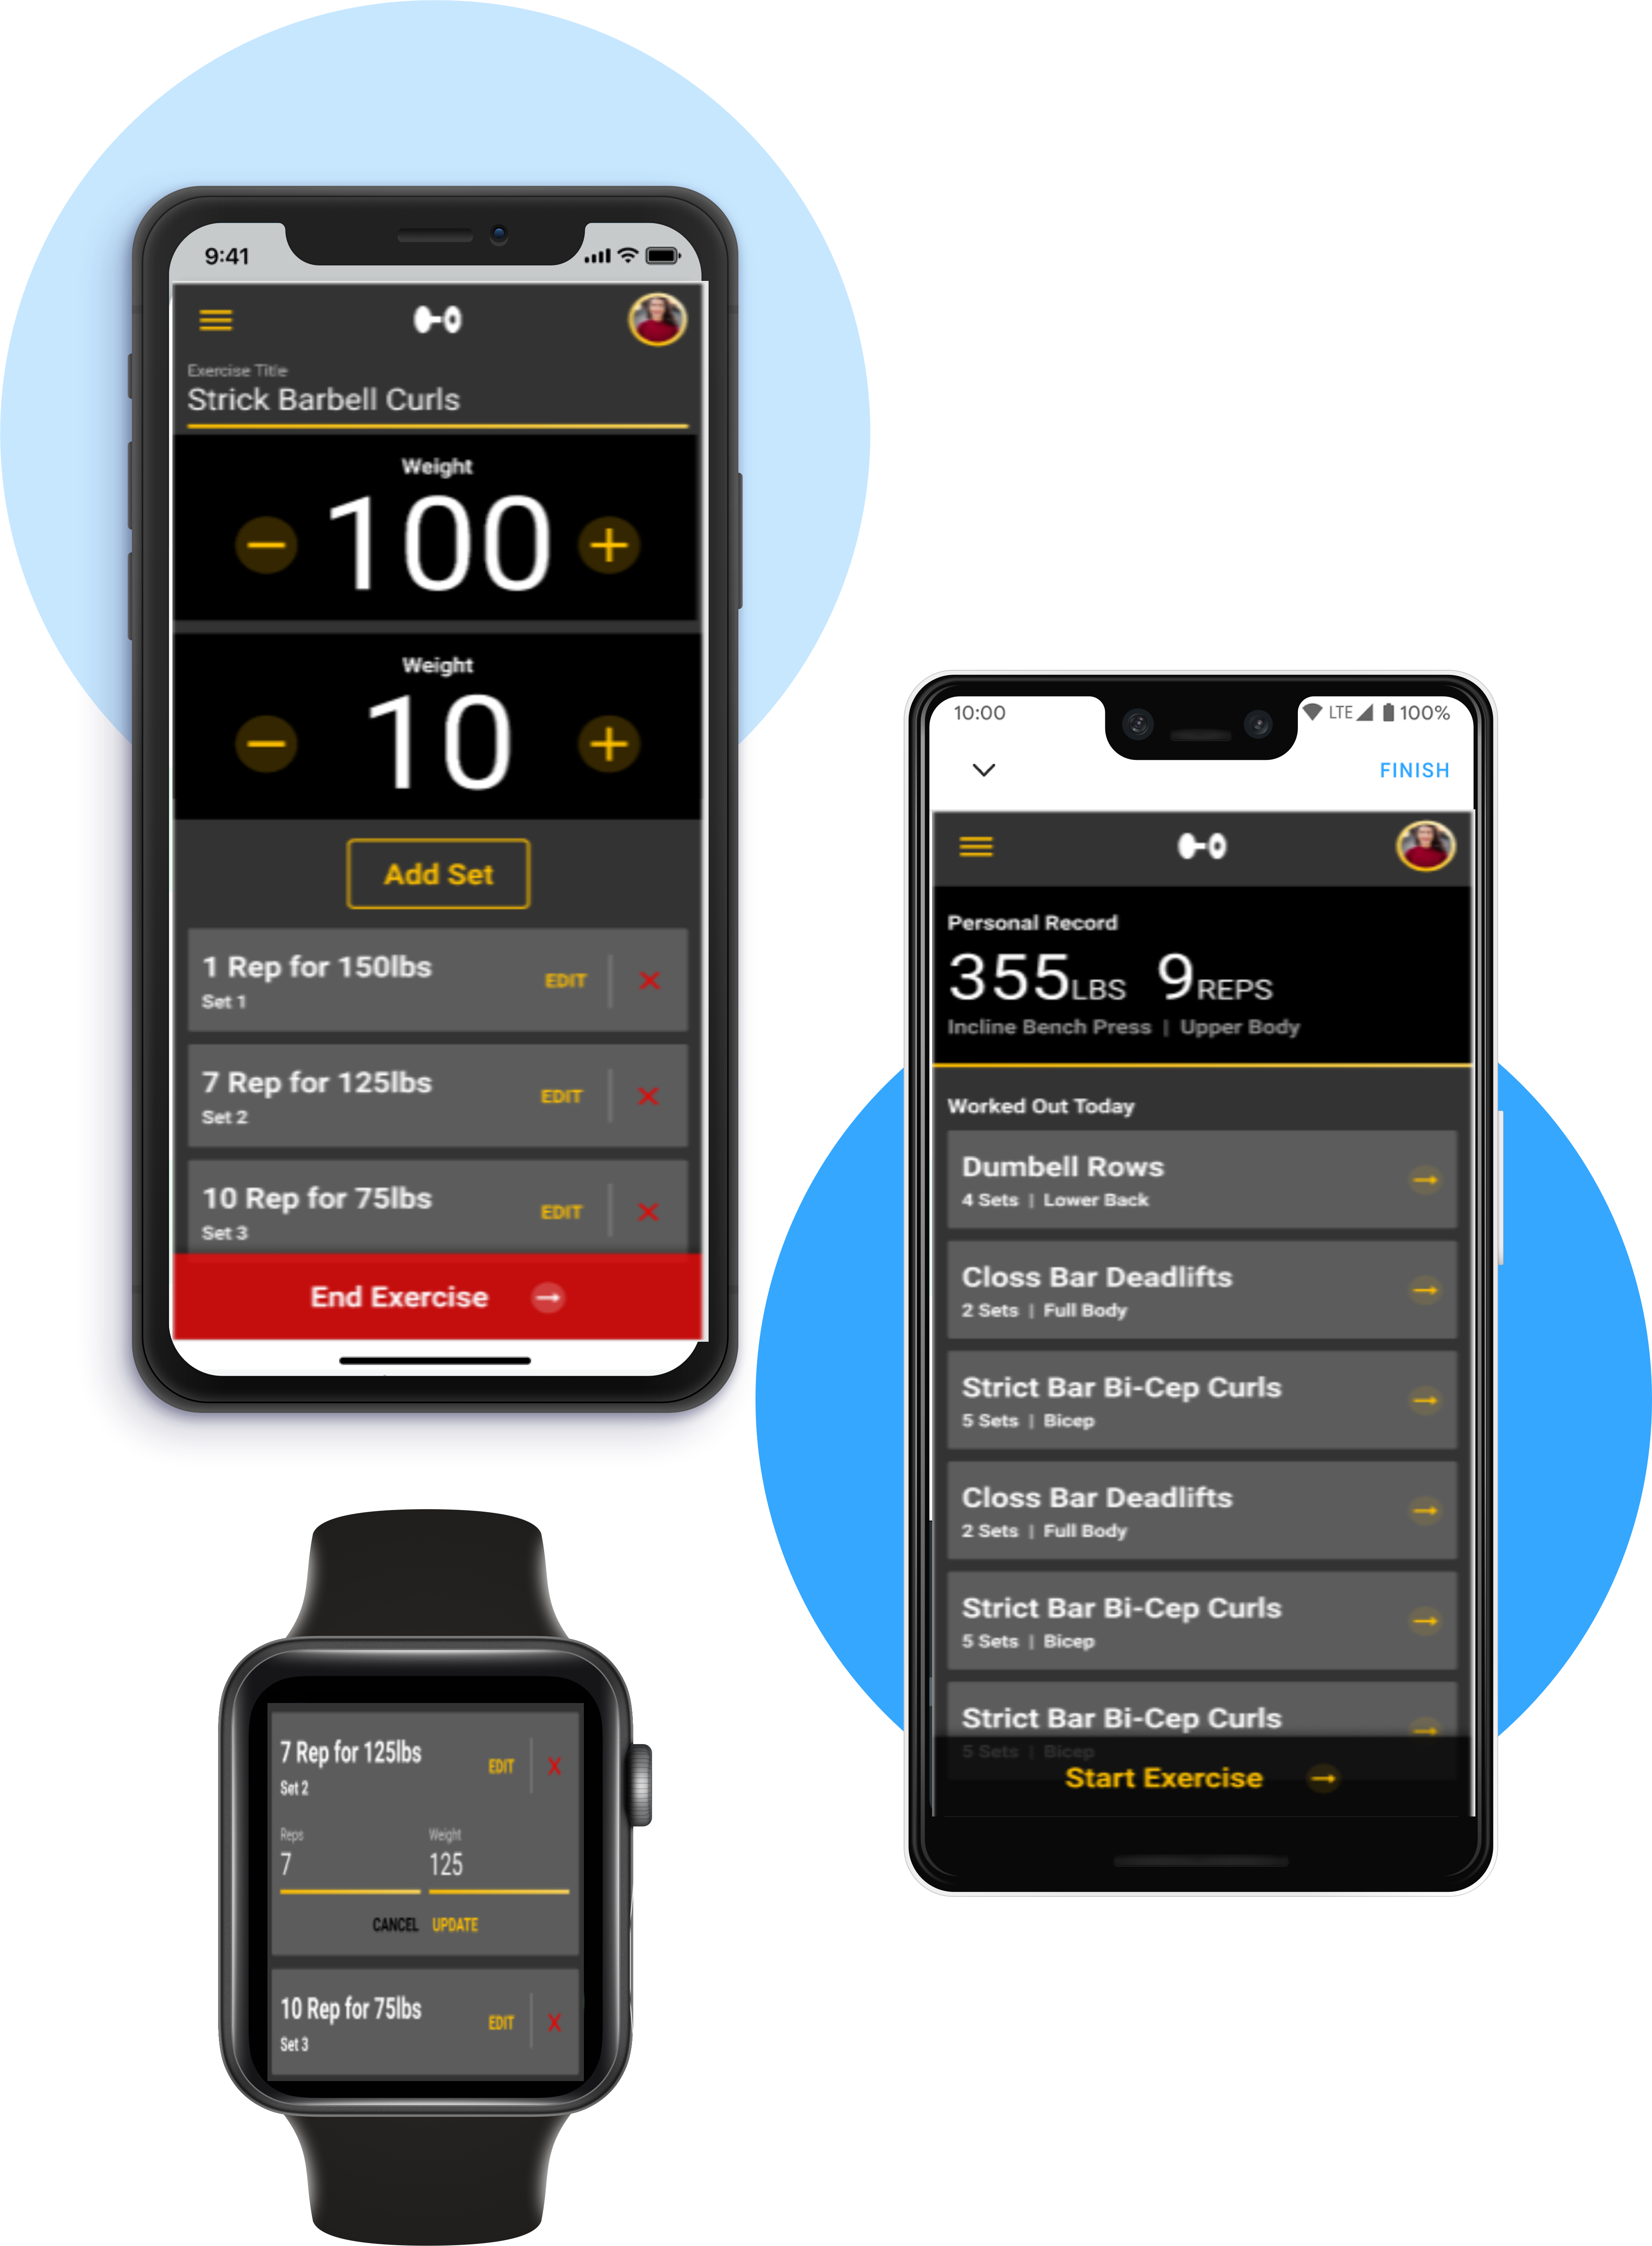 9:41
Exercise Title
Strick Barbell Curls
Weight
100
Weight
10
Add Set
1 Rep for 150lbs
EDIT
Set 1
7 Rep for 125lbs
EDIT
Set 2
10 Rep for 75lbs
EDIT
Set 3
End Exercise
10:00
LTE 100%
FINISH
Personal Record
355LBS 9REPS
Incline Bench Press | Upper Body
Worked Out Today
Dumbell Rows
4 Sets | Lower Back
Closs Bar Deadlifts
2 Sets | Full Body
Strict Bar Bi-Cep Curls
5 Sets | Bicep
Closs Bar Deadlifts
2 Sets | Full Body
Strict Bar Bi-Cep Curls
5 Sets | Bicep
Strict Bar Bi-Cep Curls
5 Sets | Bicep
Start Exercise
7 Rep for 125lbs
EDIT X
Set 2
Reps Weight
7 125
CANCEL UPDATE
10 Rep for 75lbs
EDIT X
Set 3